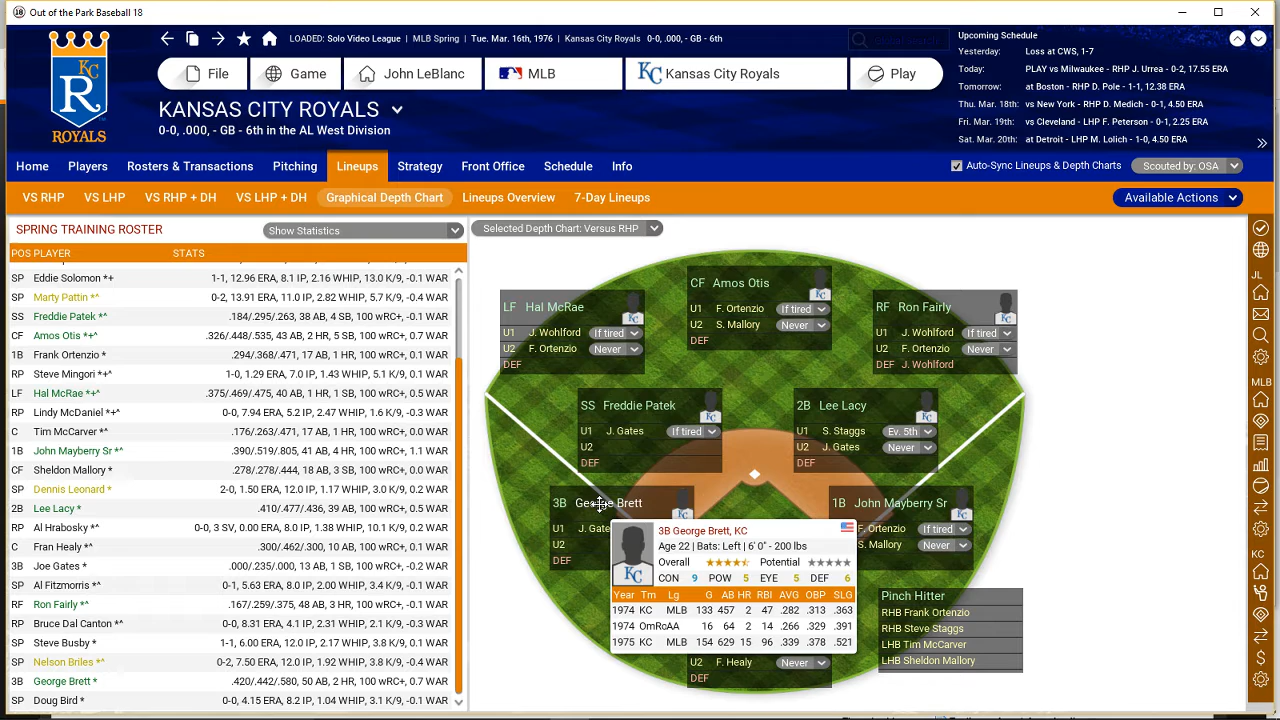 Out of the Park Baseball 18
LOADED: Solo Video League | MLB Spring | Tue. Mar. 16th, 1976 | Kansas City Royals 0-0, .000, - GB - 6th
File
Game
John LeBlanc
MLB
Kansas City Royals
Play
KANSAS CITY ROYALS
0-0, .000, - GB - 6th in the AL West Division
ROYALS
Upcoming Schedule
Yesterday: Loss at CWS, 1-7
Today: PLAY vs Milwaukee - RHP J. Urrea - 0-2, 17.55 ERA
Tomorrow: at Boston - RHP D. Pole - 1-1, 12.38 ERA
Thu. Mar. 18th: vs New York - RHP D. Medich - 0-1, 4.50 ERA
Fri. Mar. 19th: vs Cleveland - LHP F. Peterson - 0-1, 2.25 ERA
Sat. Mar. 20th: at Detroit - LHP M. Lolich - 1-0, 4.50 ERA
Home Players Rosters & Transactions Pitching Lineups Strategy Front Office Schedule Info
Auto-Sync Lineups & Depth Charts
Scouted by: OSA
VS RHP VS LHP VS RHP + DH VS LHP + DH Graphical Depth Chart Lineups Overview 7-Day Lineups
Available Actions
SPRING TRAINING ROSTER
Show Statistics
POS PLAYER STATS
SP Eddie Solomon *+ 1-1, 12.96 ERA, 8.1 IP, 2.16 WHIP, 13.0 K/9, -0.1 WAR
SP Marty Pattin *^ 0-2, 13.91 ERA, 11.0 IP, 2.82 WHIP, 5.7 K/9, -0.4 WAR
SS Freddie Patek *^ .184/.295/.263, 38 AB, 4 SB, 100 wRC+, 0.0 WAR
CF Amos Otis *+^ .326/.448/.535, 43 AB, 1 HR, 5 SB, 100 wRC+, 0.7 WAR
1B Frank Ortenzio * .294/.368/.471, 17 AB, 1 HR, 100 wRC+, 0.1 WAR
RP Steve Mingori *+^ 1-0, 1.29 ERA, 7.0 IP, 1.43 WHIP, 5.1 K/9, 0.1 WAR
LF Hal McRae *+^ .375/.469/.475, 40 AB, 1 HR, 1 SB, 100 wRC+, 0.5 WAR
RP Lindy McDaniel *+^ 0-0, 7.94 ERA, 5.2 IP, 2.47 WHIP, 1.6 K/9, -0.3 WAR
C Tim McCarver *^ .176/.263/.471, 17 AB, 1 HR, 100 wRC+, 0.0 WAR
1B John Mayberry Sr *^ .390/.519/.805, 41 AB, 4 HR, 100 wRC+, 1.1 WAR
CF Sheldon Mallory * .278/.278/.444, 18 AB, 3 SB, 100 wRC+, 0.0 WAR
SP Dennis Leonard * 2-0, 1.50 ERA, 12.0 IP, 1.17 WHIP, 3.0 K/9, 0.2 WAR
2B Lee Lacy * .410/.477/.436, 39 AB, 0 SB, 100 wRC+, 0.5 WAR
RP Al Hrabosky * 0-0, 3 SV, 0.00 ERA, 8.0 IP, 1.38 WHIP, 10.1 K/9, 0.2 WAR
C Fran Healy *^ .300/.462/.300, 10 AB, 100 wRC+, 0.1 WAR
3B Joe Gates * .000/.235/.000, 13 AB, 100 wRC+, -0.1 WAR
SP Al Fitzmorris *^ 0-1, 5.63 ERA, 8.0 IP, 2.00 WHIP, 3.4 K/9, -0.1 WAR
RF Ron Fairly *^ .167/.259/.375, 48 AB, 3 HR, 100 wRC+, -0.1 WAR
RP Bruce Dal Canton *^ 0-0, 8.31 ERA, 4.1 IP, 2.31 WHIP, 2.1 K/9, -0.1 WAR
SP Steve Busby * 1-1, 6.00 ERA, 12.0 IP, 2.17 WHIP, 3.8 K/9, -0.1 WAR
SP Nelson Briles *^ 0-2, 7.50 ERA, 12.0 IP, 1.92 WHIP, 3.8 K/9, -0.4 WAR
3B George Brett * .420/.442/.580, 50 AB, 2 HR, 100 wRC+, 0.7 WAR
SP Doug Bird * 0-0, 4.15 ERA, 8.2 IP, 1.04 WHIP, 3.1 K/9, -0.1 WAR
Selected Depth Chart: Versus RHP
CF Amos Otis
U1 F. Ortenzio If tired
U2 S. Mallory Never
DEF
LF Hal McRae
U1 J. Wohlford If tired
U2 F. Ortenzio Never
DEF
RF Ron Fairly
U1 J. Wohlford If tired
U2 F. Ortenzio Never
DEF J. Wohlford
SS Freddie Patek
U1 J. Gates If tired
U2
DEF
2B Lee Lacy
U1 S. Staggs Ev. 5th
U2 J. Gates Never
DEF
3B George Brett
U1 J. Gate
U2
DEF
1B John Mayberry Sr
F. Ortenzio If tired
S. Mallory Never
3B George Brett, KC
Age 22 | Bats: Left | 6' 0" - 200 lbs
Overall Potential
CON 9 POW 5 EYE 5 DEF 6
Year Tm Lg G AB HR RBI AVG OBP SLG
1974 KC MLB 133 457 2 47 .282 .313 .363
1974 OmRoAA 16 64 2 14 .266 .329 .391
1975 KC MLB 154 629 15 96 .339 .378 .521
U2 F. Healy Never
DEF
Pinch Hitter
RHB Frank Ortenzio
RHB Steve Staggs
LHB Tim McCarver
LHB Sheldon Mallory
JL
MLB
KC